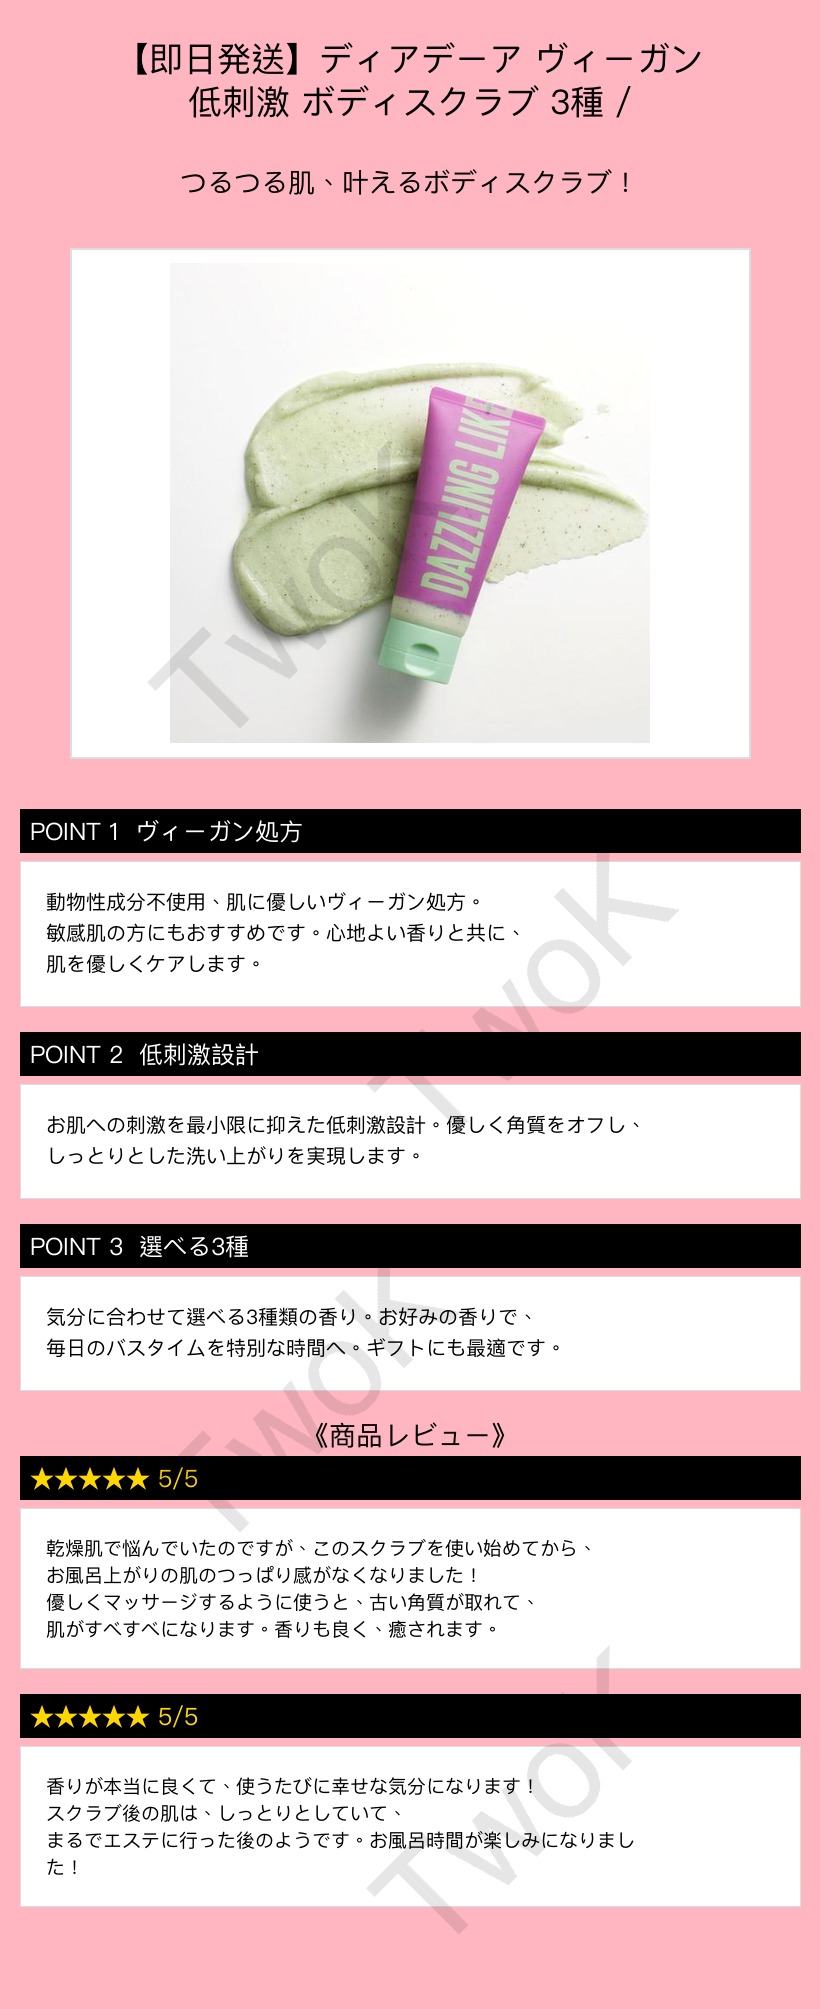 【即日発送】ディアデーア ヴィーガン
低刺激 ボディスクラブ 3種 /
つるつる肌、叶えるボディスクラブ！
DAZZLING LIKE
TwoK
POINT 1 ヴィーガン処方
動物性成分不使用、肌に優しいヴィーガン処方。
敏感肌の方にもおすすめです。心地よい香りと共に、
肌を優しくケアします。
TwoK
POINT 2 低刺激設計
お肌への刺激を最小限に抑えた低刺激設計。優しく角質をオフし、
しっとりとした洗い上がりを実現します。
POINT 3 選べる3種
気分に合わせて選べる3種類の香り。お好みの香りで、
毎日のバスタイムを特別な時間へ。ギフトにも最適です。
TwoK
《商品レビュー》
★★★★★ 5/5
乾燥肌で悩んでいたのですが、このスクラブを使い始めてから、
お風呂上がりの肌のつっぱり感がなくなりました！
優しくマッサージするように使うと、古い角質が取れて、
肌がすべすべになります。香りも良く、癒されます。
★★★★★ 5/5
香りが本当に良くて、使うたびに幸せな気分になります！
スクラブ後の肌は、しっとりとしていて、
まるでエステに行った後のようです。お風呂時間が楽しみになりまし
た！
TwoK